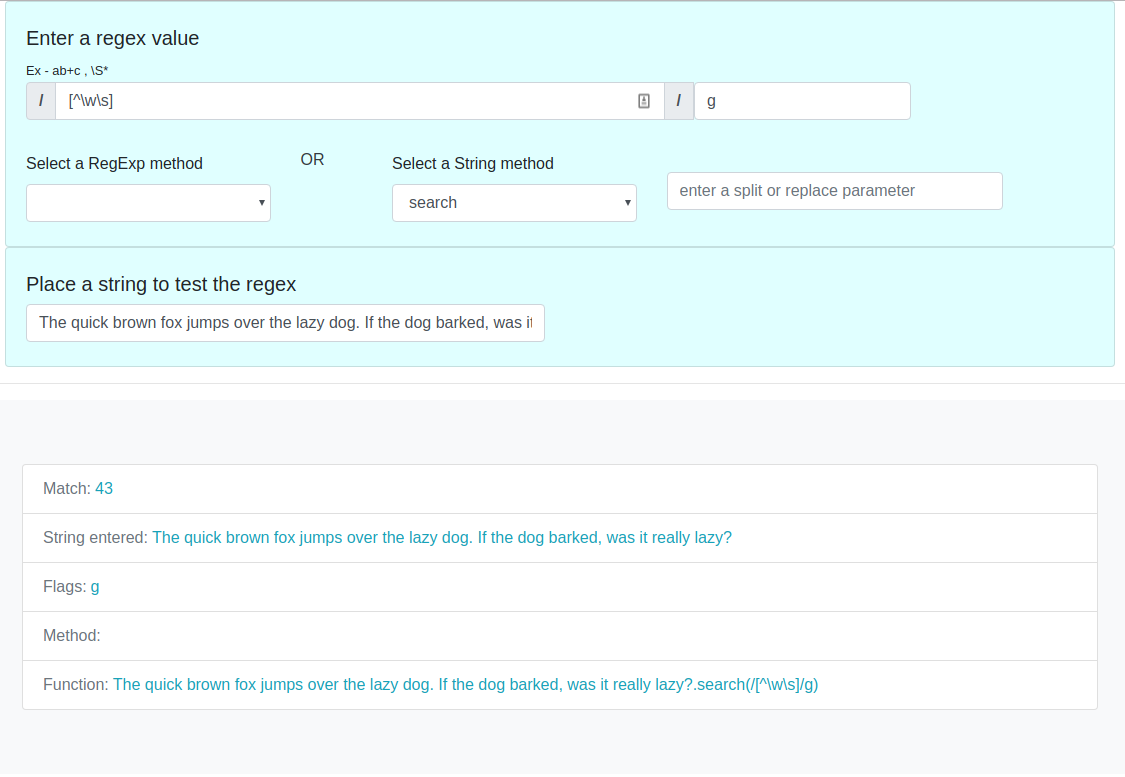 Enter a regex value
Ex - ab+c , \S*
/ [^\w\s] / g
Select a RegExp method OR Select a String method
search enter a split or replace parameter
Place a string to test the regex
The quick brown fox jumps over the lazy dog. If the dog barked, was it
Match: 43
String entered: The quick brown fox jumps over the lazy dog. If the dog barked, was it really lazy?
Flags: g
Method:
Function: The quick brown fox jumps over the lazy dog. If the dog barked, was it really lazy?.search(/[^\w\s]/g)